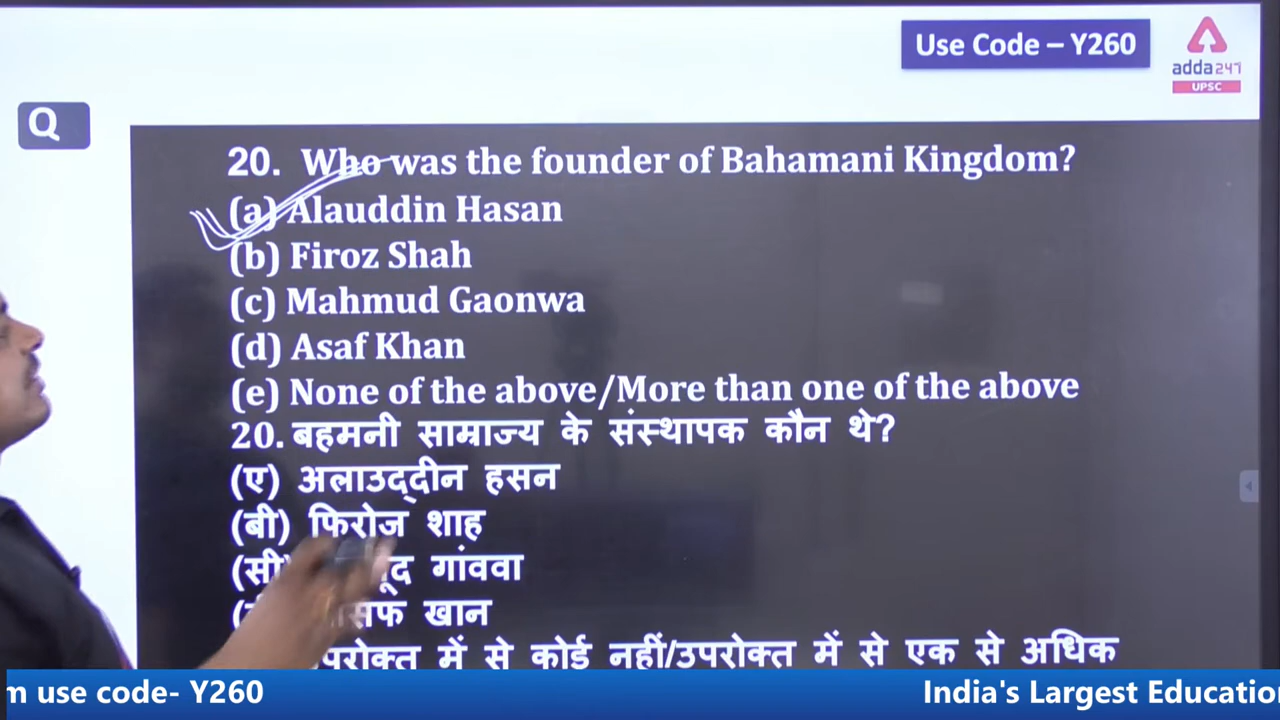 Use Code – Y260
adda247
UPSC
Q
20. Who was the founder of Bahamani Kingdom?
(a) Alauddin Hasan
(b) Firoz Shah
(c) Mahmud Gaonwa
(d) Asaf Khan
(e) None of the above/More than one of the above
20. बहमनी साम्राज्य के संस्थापक कौन थे?
(ए) अलाउद्दीन हसन
(बी) फिरोज शाह
गांववा
खान
में से कोई नहीं/उपरोक्त में से एक से अधिक
use code- Y260
India's Largest